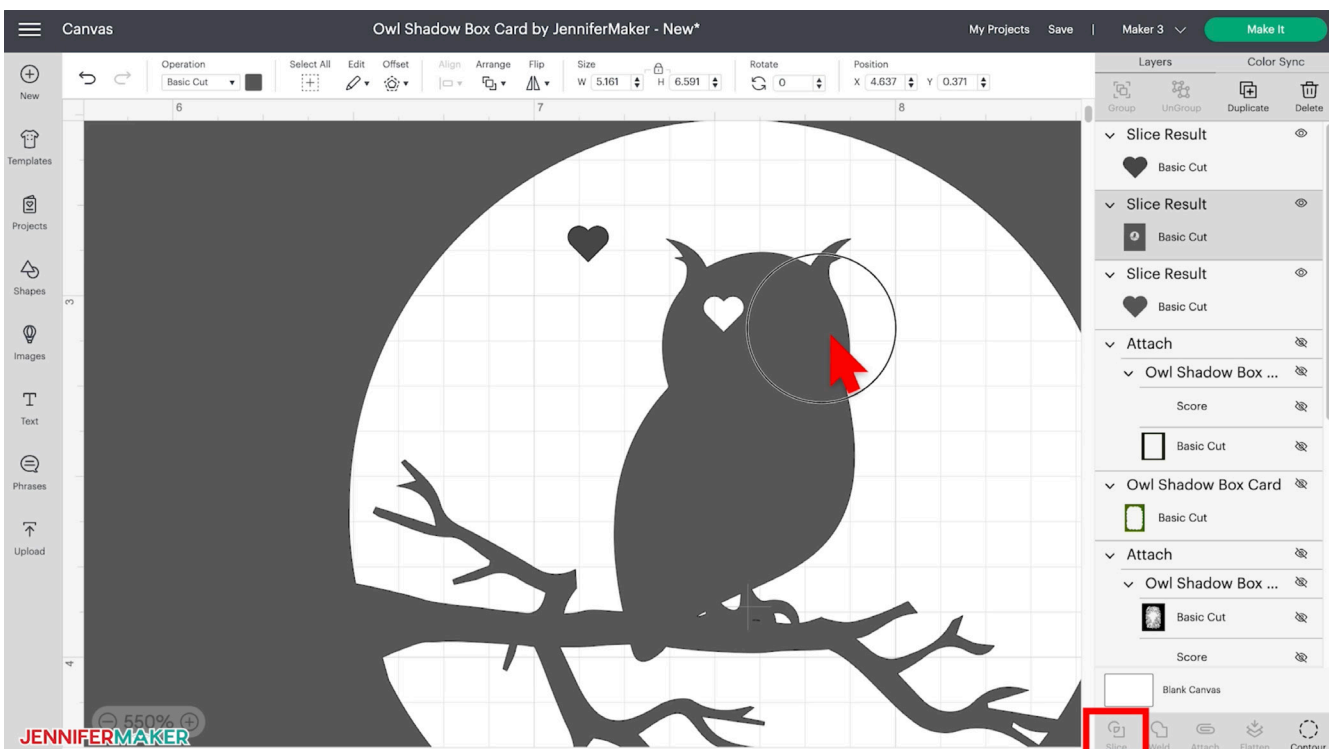 Canvas
Owl Shadow Box Card by JenniferMaker - New*
My Projects Save | Maker 3 Make It
Operation Select All Edit Offset Align Arrange Flip Size Rotate Position
Basic Cut W 5.161 H 6.591 0 X 4.637 Y 0.371
New
Templates
Projects
Shapes
Images
Text
Phrases
Upload
6 7 8
3
4
550%
JENNIFERMAKER
Layers Color Sync
Group UnGroup Duplicate Delete
Slice Result
Basic Cut
Slice Result
Basic Cut
Slice Result
Basic Cut
Attach
Owl Shadow Box ...
Score
Basic Cut
Owl Shadow Box Card
Basic Cut
Attach
Owl Shadow Box ...
Basic Cut
Score
Blank Canvas
Slice Weld Attach Flatten Contour